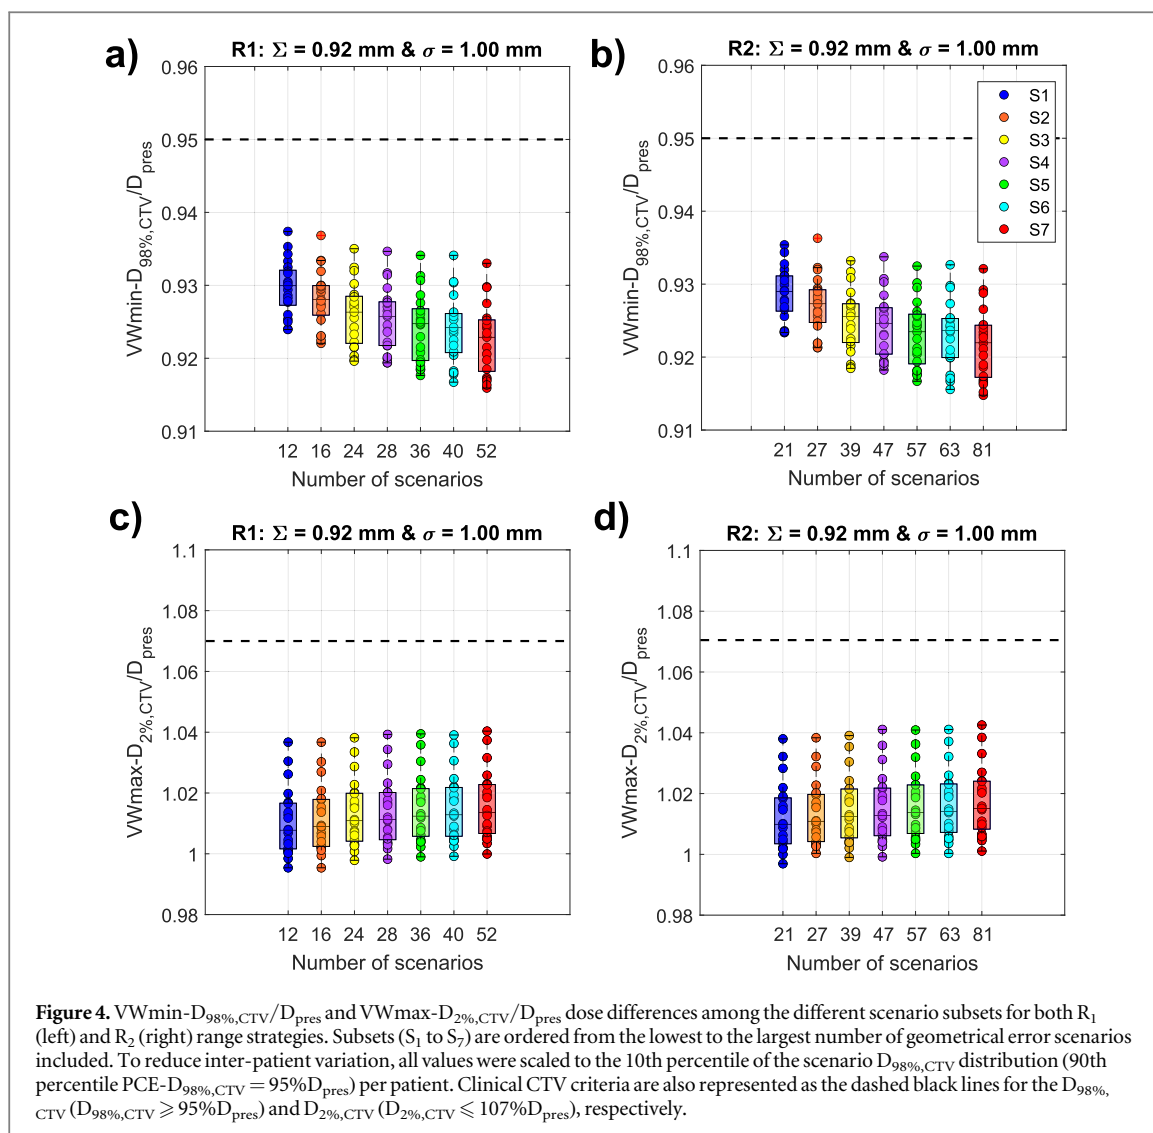 a)
R1: Σ = 0.92 mm & σ = 1.00 mm
VWmin-D98%,CTV/Dpres
0.96
0.95
0.94
0.93
0.92
0.91
12 16 24 28 36 40 52
Number of scenarios
b)
R2: Σ = 0.92 mm & σ = 1.00 mm
VWmin-D98%,CTV/Dpres
0.96
0.95
0.94
0.93
0.92
0.91
S1
S2
S3
S4
S5
S6
S7
21 27 39 47 57 63 81
Number of scenarios
c)
R1: Σ = 0.92 mm & σ = 1.00 mm
VWmax-D2%,CTV/Dpres
1.1
1.08
1.06
1.04
1.02
1
0.98
12 16 24 28 36 40 52
Number of scenarios
d)
R2: Σ = 0.92 mm & σ = 1.00 mm
VWmax-D2%,CTV/Dpres
1.1
1.08
1.06
1.04
1.02
1
0.98
21 27 39 47 57 63 81
Number of scenarios
Figure 4. VWmin-D98%,CTV/Dpres and VWmax-D2%,CTV/Dpres dose differences among the different scenario subsets for both R1
(left) and R2 (right) range strategies. Subsets (S1 to S7) are ordered from the lowest to the largest number of geometrical error scenarios
included. To reduce inter-patient variation, all values were scaled to the 10th percentile of the scenario D98%,CTV distribution (90th
percentile PCE-D98%,CTV = 95%Dpres) per patient. Clinical CTV criteria are also represented as the dashed black lines for the D98%,
CTV (D98%,CTV ⩾ 95%Dpres) and D2%,CTV (D2%,CTV ⩽ 107%Dpres), respectively.